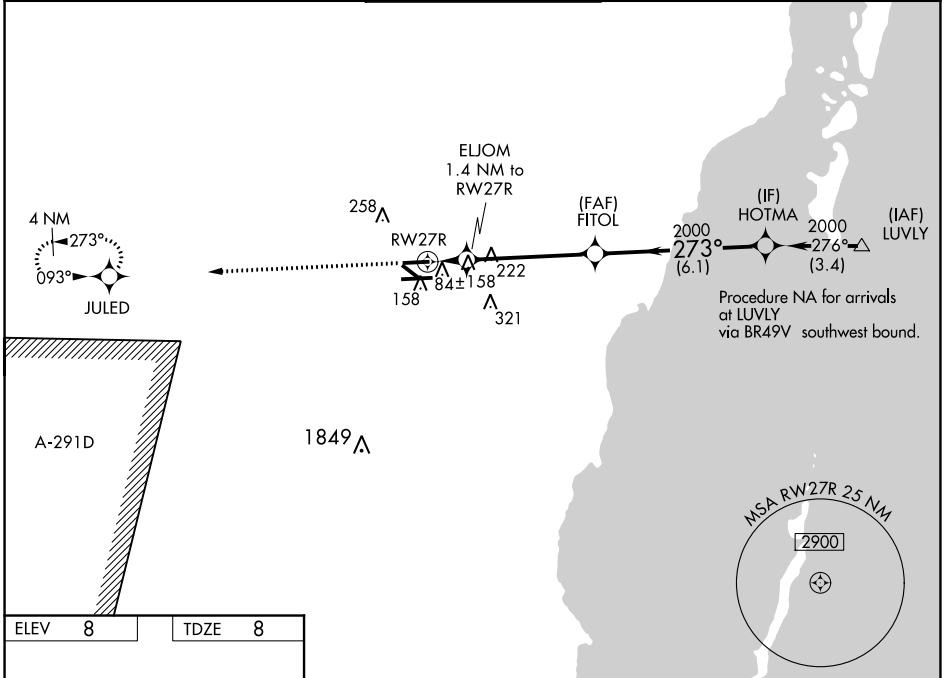 ELJOM
1.4 NM to
RW27R
(FAF)
FITOL
(IF)
HOTMA
(IAF)
LUVLY
2000
273°
(6.1)
2000
276°
(3.4)
4 NM
273°
093°
JULED
258
RW27R
158
84±
158
222
321
Procedure NA for arrivals
at LUVLY
via BR49V southwest bound.
A-291D
1849
MSA RW27R 25 NM
2900
ELEV 8
TDZE 8